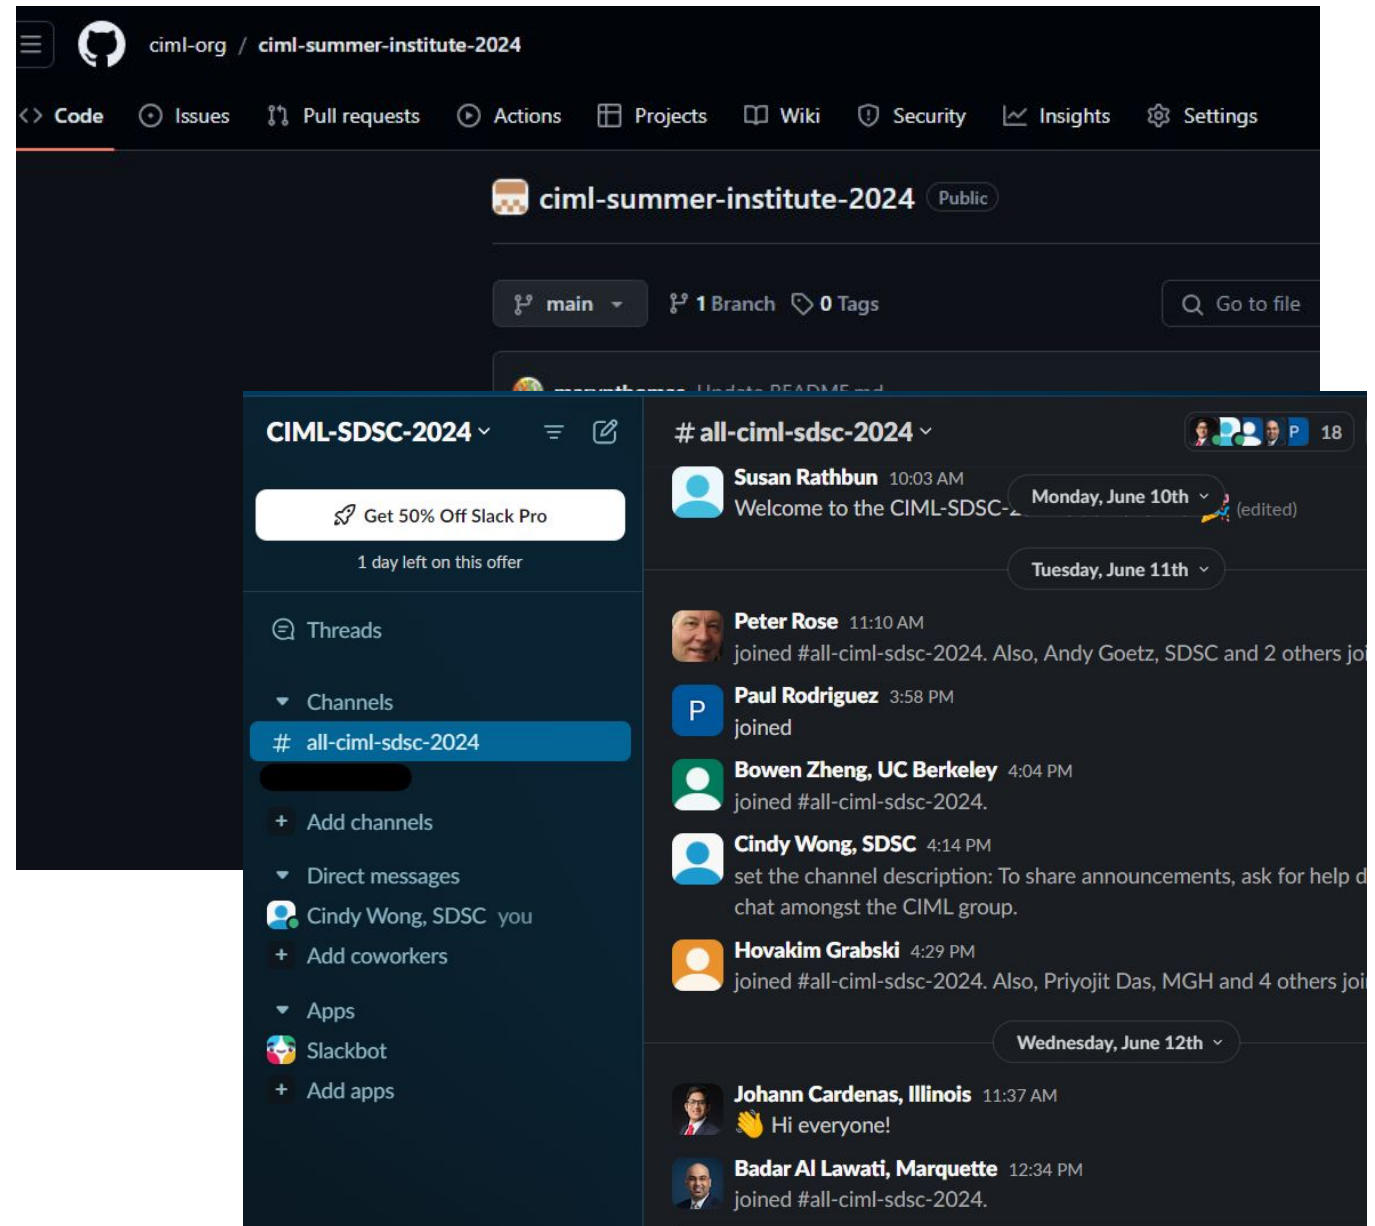 ciml-org / ciml-summer-institute-2024
Code Issues Pull requests Actions Projects Wiki Security Insights Settings
ciml-summer-institute-2024 Public
main 1 Branch 0 Tags Go to file
CIML-SDSC-2024
Get 50% Off Slack Pro
1 day left on this offer
Threads
Channels
# all-ciml-sdsc-2024
+ Add channels
Direct messages
Cindy Wong, SDSC you
+ Add coworkers
Apps
Slackbot
+ Add apps
# all-ciml-sdsc-2024 P 18
Susan Rathbun 10:03 AM
Monday, June 10th
Welcome to the CIML-SDSC- (edited)
Tuesday, June 11th
Peter Rose 11:10 AM
joined #all-ciml-sdsc-2024. Also, Andy Goetz, SDSC and 2 others joi
P
Paul Rodriguez 3:58 PM
joined
Bowen Zheng, UC Berkeley 4:04 PM
joined #all-ciml-sdsc-2024.
Cindy Wong, SDSC 4:14 PM
set the channel description: To share announcements, ask for help d
chat amongst the CIML group.
Hovakim Grabski 4:29 PM
joined #all-ciml-sdsc-2024. Also, Priyojit Das, MGH and 4 others joi
Wednesday, June 12th
Johann Cardenas, Illinois 11:37 AM
👋 Hi everyone!
Badar Al Lawati, Marquette 12:34 PM
joined #all-ciml-sdsc-2024.